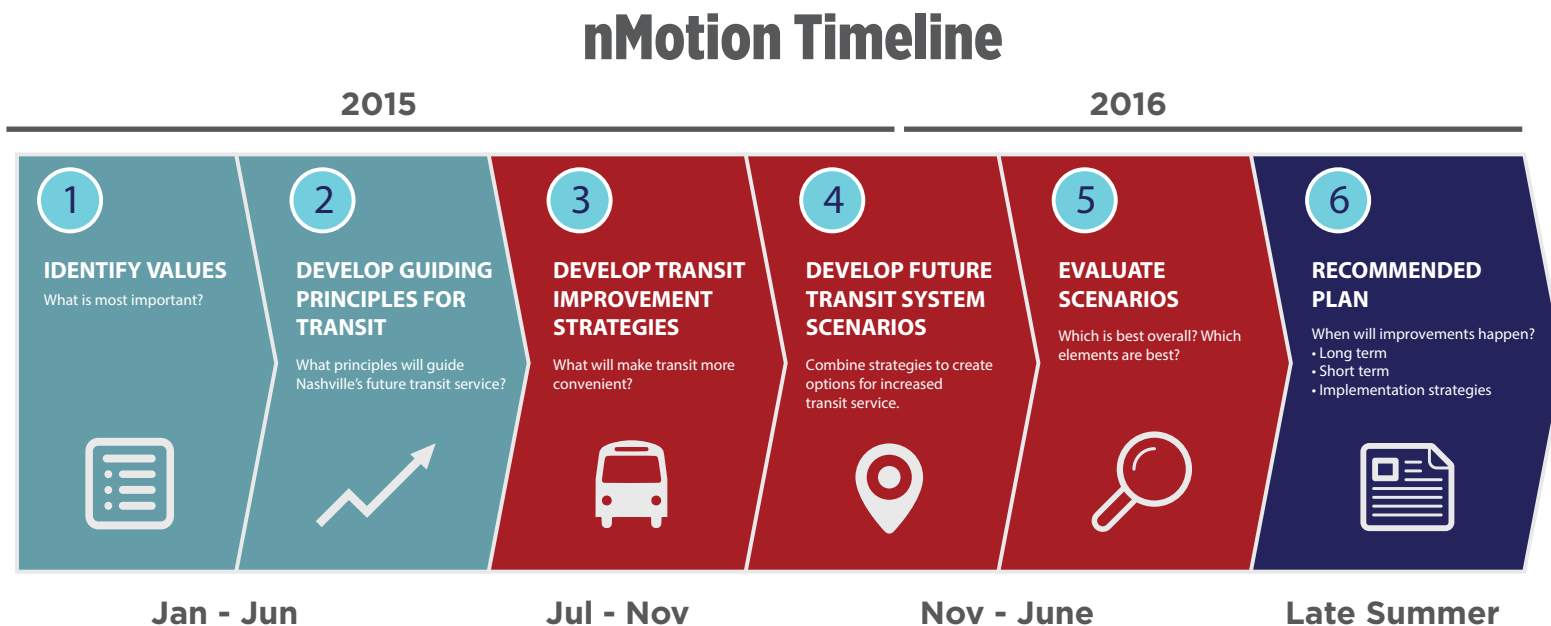 nMotion Timeline
2015
2016
1
IDENTIFY VALUES
What is most important?
2
DEVELOP GUIDING
PRINCIPLES FOR
TRANSIT
What principles will guide
Nashville's future transit service?
3
DEVELOP TRANSIT
IMPROVEMENT
STRATEGIES
What will make transit more
convenient?
4
DEVELOP FUTURE
TRANSIT SYSTEM
SCENARIOS
Combine strategies to create
options for increased
transit service.
5
EVALUATE
SCENARIOS
Which is best overall? Which
elements are best?
6
RECOMMENDED
PLAN
When will improvements happen?
• Long term
• Short term
• Implementation strategies
Jan - Jun
Jul - Nov
Nov - June
Late Summer